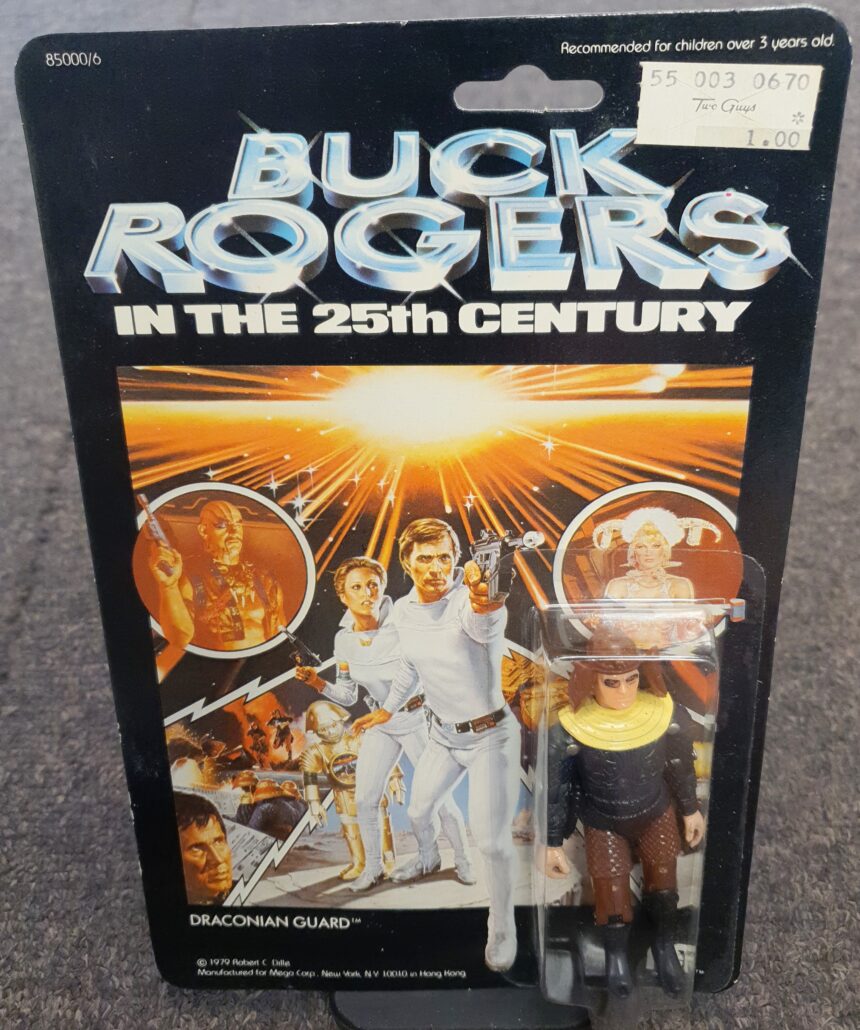 85000/6
Recommended for children over 3 years old.
55 003 0670
Two Guys
*
1.00
BUCK
ROGERS
IN THE 25th CENTURY
DRACONIAN GUARD™
© 1979 Robert C. Dille
Manufactured for Mego Corp., New York, N.Y. 10010 in Hong Kong
™